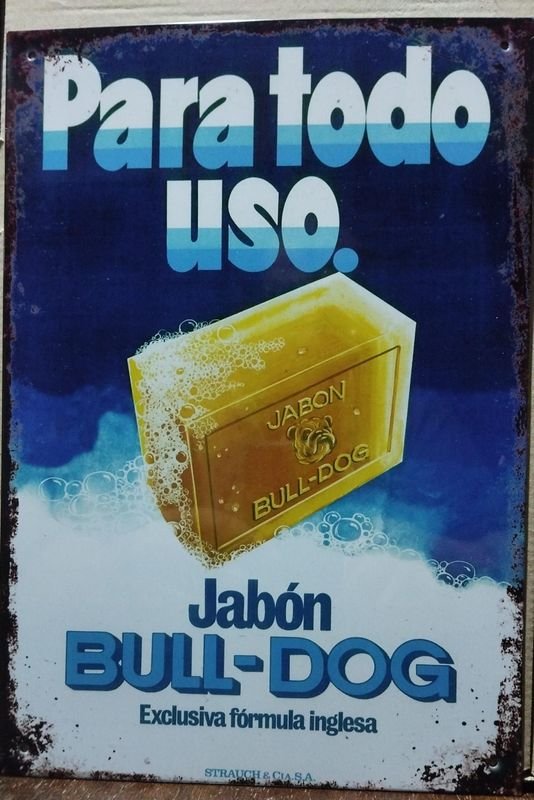 Para todo
uso.
JABON
BULL-DOG
Jabón
BULL-DOG
Exclusiva fórmula inglesa
STRAUCH & CIA. S.A.